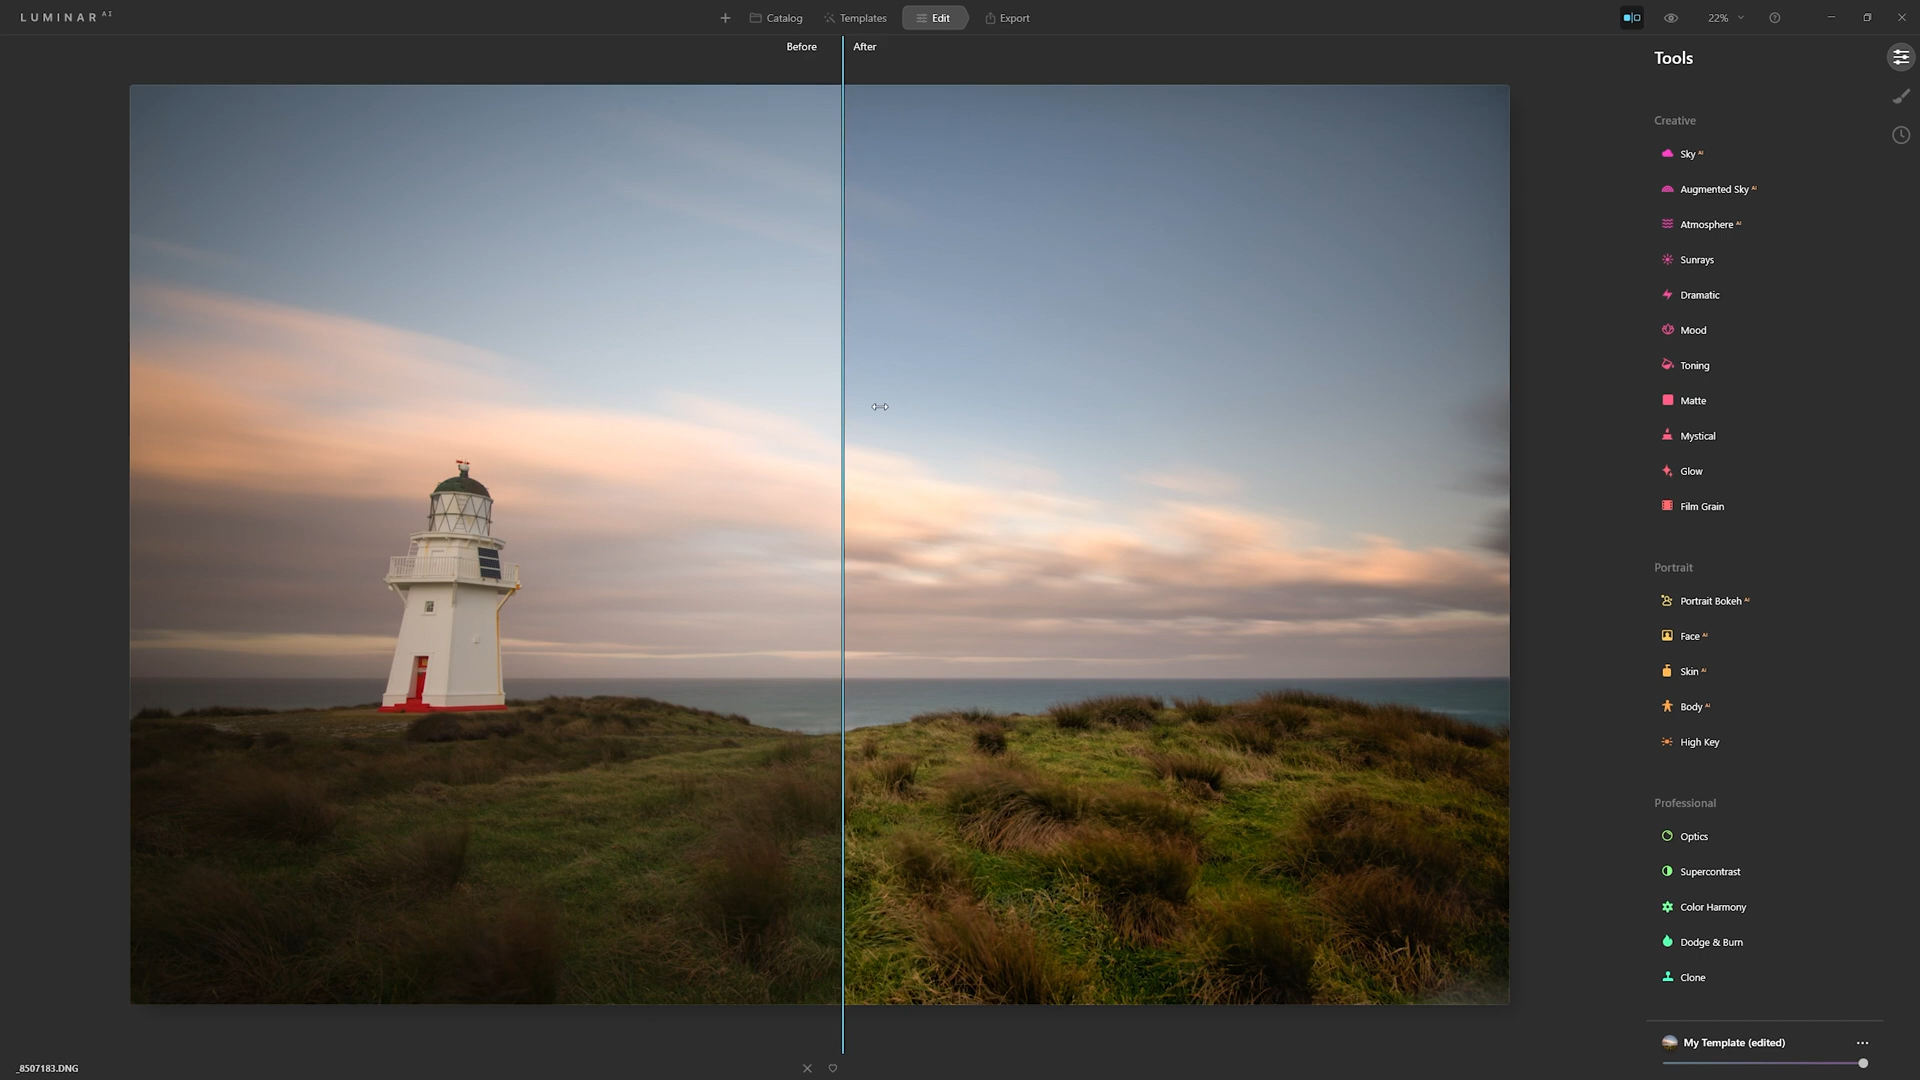 LUMINAR AI
Catalog
Templates
Edit
Export
22%
Before
After
Tools
Creative
Sky AI
Augmented Sky AI
Atmosphere AI
Sunrays
Dramatic
Mood
Toning
Matte
Mystical
Glow
Film Grain
Portrait
Portrait Bokeh AI
Face AI
Skin AI
Body AI
High Key
Professional
Optics
Supercontrast
Color Harmony
Dodge & Burn
Clone
My Template (edited)
_8507183.DNG